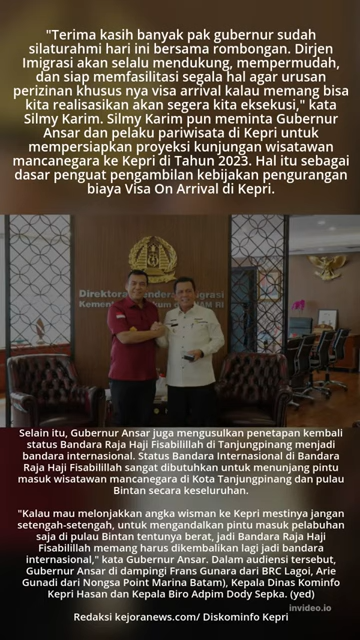 "Terima kasih banyak pak gubernur sudah
silaturahmi hari ini bersama rombongan. Dirjen
Imigrasi akan selalu mendukung, mempermudah,
dan siap memfasilitasi segala hal agar urusan
perizinan khusus nya visa arrival kalau memang bisa
kita realisasikan akan segera kita eksekusi," kata
Silmy Karim. Silmy Karim pun meminta Gubernur
Ansar dan pelaku pariwisata di Kepri untuk
mempersiapkan proyeksi kunjungan wisatawan
mancanegara ke Kepri di Tahun 2023. Hal itu sebagai
dasar penguat pengambilan kebijakan pengurangan
biaya Visa On Arrival di Kepri.
Direktorat Jenderal Imigrasi
Selain itu, Gubernur Ansar juga mengusulkan penetapan kembali
status Bandara Raja Haji Fisabilillah di Tanjungpinang menjadi
bandara internasional. Status Bandara Internasional di Bandara
Raja Haji Fisabilillah sangat dibutuhkan untuk menunjang pintu
masuk wisatawan mancanegara di Kota Tanjungpinang dan pulau
Bintan secara keseluruhan.
"Kalau mau melonjakkan angka wisman ke Kepri mestinya jangan
setengah-setengah, untuk mengandalkan pintu masuk pelabuhan
saja di pulau Bintan tentunya berat, jadi Bandara Raja Haji
Fisabilillah memang harus dikembalikan lagi jadi bandara
internasional," kata Gubernur Ansar. Dalam audiensi tersebut,
Gubernur Ansar di dampingi Frans Gunara dari BRC Lagoi, Arie
Gunadi dari Nongsa Point Marina Batam), Kepala Dinas Kominfo
Kepri Hasan dan Kepala Biro Adpim Dody Sepka. (yed)
invideo.io
Redaksi kejoranews.com/ Diskominfo Kepri